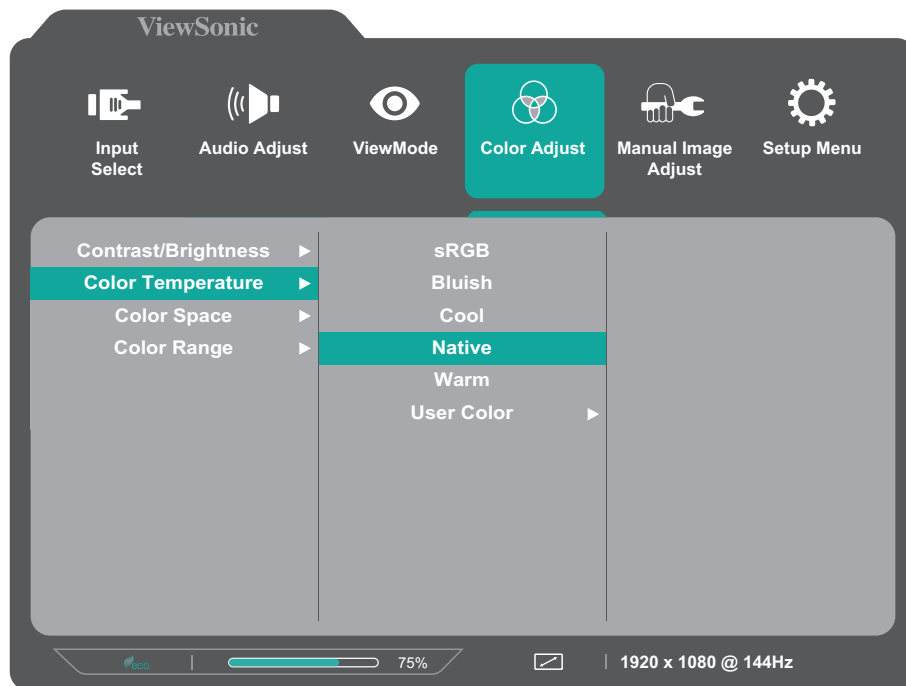 ViewSonic
Input
Select
Audio Adjust
ViewMode
Color Adjust
Manual Image
Adjust
Setup Menu
Contrast/Brightness
Color Temperature
Color Space
Color Range
sRGB
Bluish
Cool
Native
Warm
User Color
eco
75%
1920 x 1080 @ 144Hz